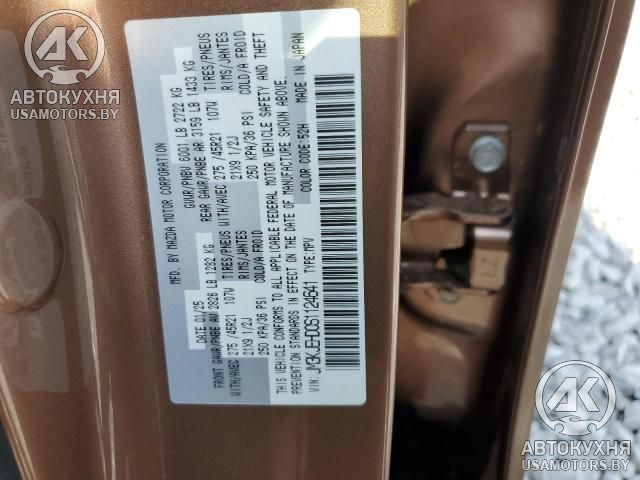 MFD. BY MAZDA MOTOR CORPORATION
DATE 01/25
GVWR/PNBV 6001 LB 2722 KG
FRONT GAWR/PNBE AV 2826 LB 1282 KG
REAR GAWR/PNBE AR 3159 LB 1433 KG
WITH/AVEC 275 /45R21 107W TIRES/PNEUS WITH/AVEC 275 /45R21 107W TIRES/PNEUS
21X9 1/2J RIMS/JANTES 21X9 1/2J RIMS/JANTES
250 KPA/36 PSI COLD/A FROID 250 KPA/36 PSI COLD/A FROID
THIS VEHICLE CONFORMS TO ALL APPLICABLE FEDERAL MOTOR VEHICLE SAFETY AND THEFT
PREVENTION STANDARDS IN EFFECT ON THE DATE OF MANUFACTURE SHOWN ABOVE.
VIN: JM3KJEHD0S1124641 TYPE:MPV COLOR CODE:52H MADE IN JAPAN
АВТОКУХНЯ
USAMOTORS.BY
АВТОКУХНЯ
USAMOTORS.BY